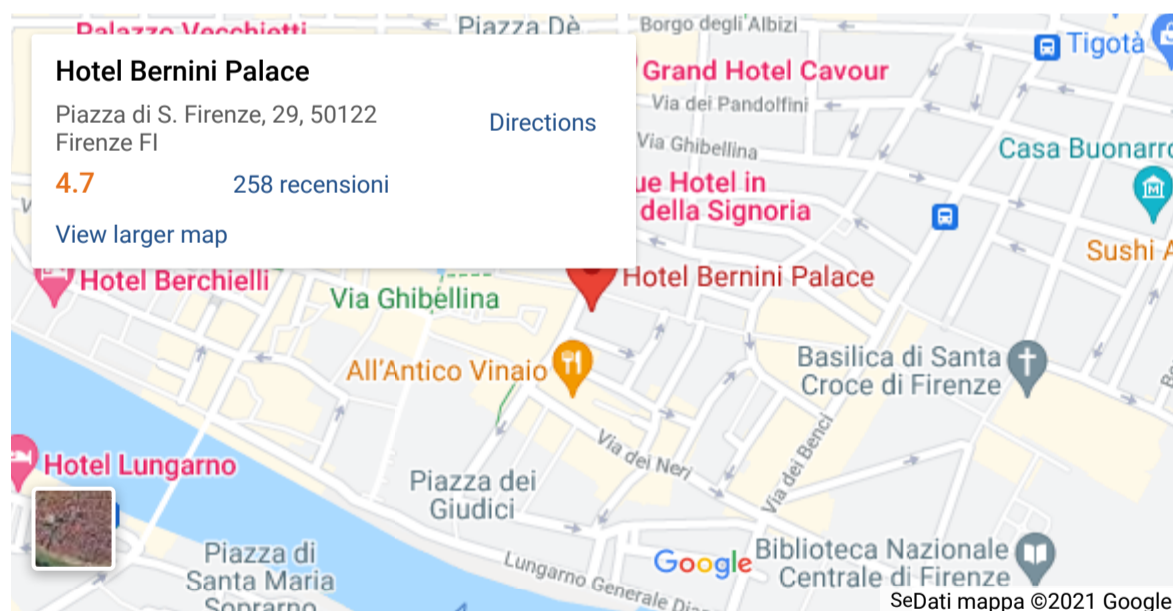 Palazzo Vecchietti
Piazza Dè
Borgo degli Albizi
Tigotà
Hotel Bernini Palace
Piazza di S. Firenze, 29, 50122
Firenze FI
Directions
4.7
258 recensioni
View larger map
Grand Hotel Cavour
Via dei Pandolfini
Via Ghibellina
Casa Buonarro
ue Hotel in
della Signoria
Sushi A
Hotel Berchielli
Via Ghibellina
Hotel Bernini Palace
All'Antico Vinaio
Basilica di Santa
Croce di Firenze
Via dei Benci
Via dei Neri
Hotel Lungarno
Piazza dei
Giudici
Piazza di
Santa Maria
Soprarno
Lungarno Generale Dia
Google
Biblioteca Nazionale
Centrale di Firenze
SeDati mappa ©2021 Google